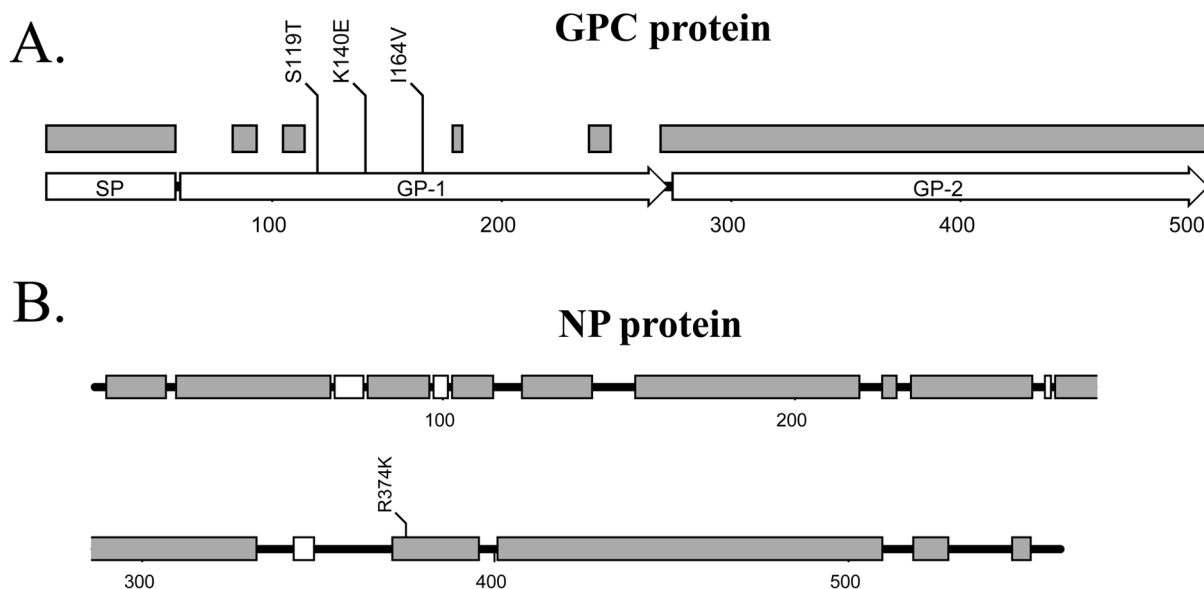 A.
GPC protein
S119T
K140E
I164V
SP
GP-1
GP-2
100 200 300 400 500
B.
NP protein
100 200
R374K
300 400 500